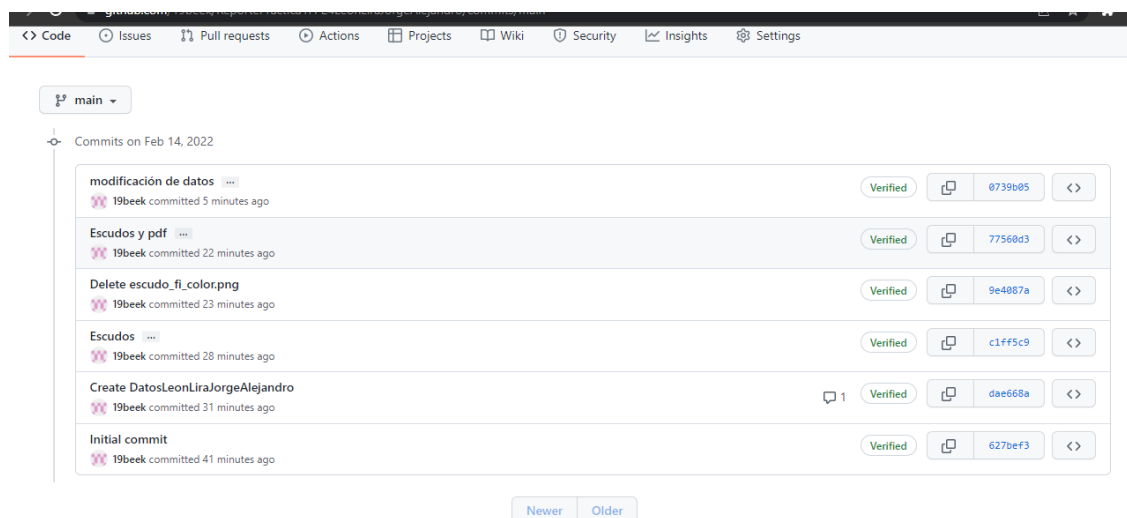 <> Code Issues Pull requests Actions Projects Wiki Security Insights Settings
main
Commits on Feb 14, 2022
modificación de datos ...
19beek committed 5 minutes ago
Verified 0739b05 <>
Escudos y pdf ...
19beek committed 22 minutes ago
Verified 77560d3 <>
Delete escudo_fi_color.png
19beek committed 23 minutes ago
Verified 9e4087a <>
Escudos ...
19beek committed 28 minutes ago
Verified c1ff5c9 <>
Create DatosLeonLiraJorgeAlejandro
19beek committed 31 minutes ago
1 Verified dae668a <>
Initial commit
19beek committed 41 minutes ago
Verified 627bef3 <>
Newer Older